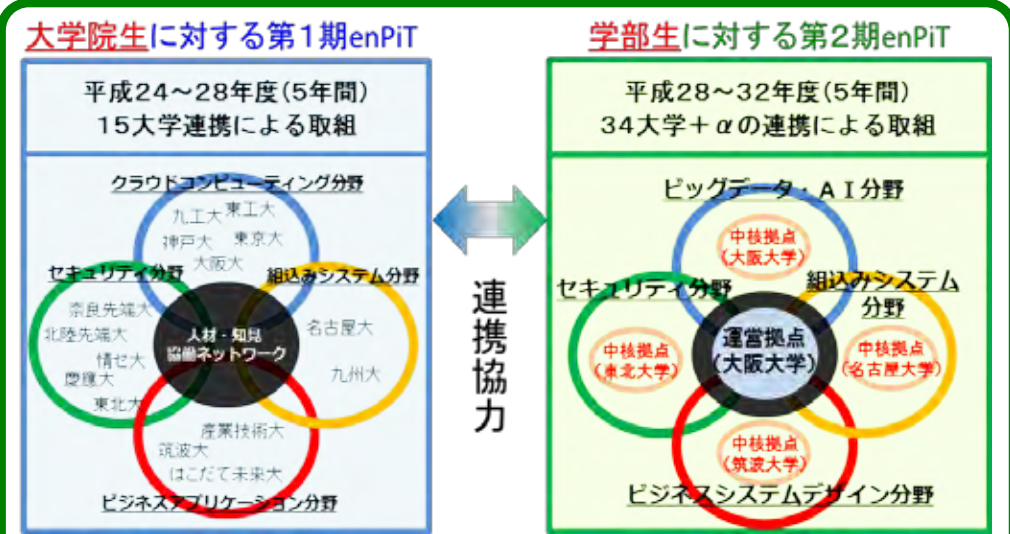 大学院生に対する第1期enPiT
平成24～28年度(5年間)
15大学連携による取組
クラウドコンピューティング分野
九工大 東工大
神戸大 東京大
大阪大
セキュリティ分野
組込みシステム分野
奈良先端大
北陸先端大
情セ大
慶應大
東北大
人材・知見
協働ネットワーク
名古屋大
九州大
産業技術大
筑波大
はこだて未来大
ビジネスアプリケーション分野
連携協力
学部生に対する第2期enPiT
平成28～32年度(5年間)
34大学+αの連携による取組
ビッグデータ・AI分野
中核拠点
(大阪大学)
セキュリティ分野
組込みシステム
分野
中核拠点
(東北大学)
運営拠点
(大阪大学)
中核拠点
(名古屋大学)
中核拠点
(筑波大学)
ビジネスシステムデザイン分野